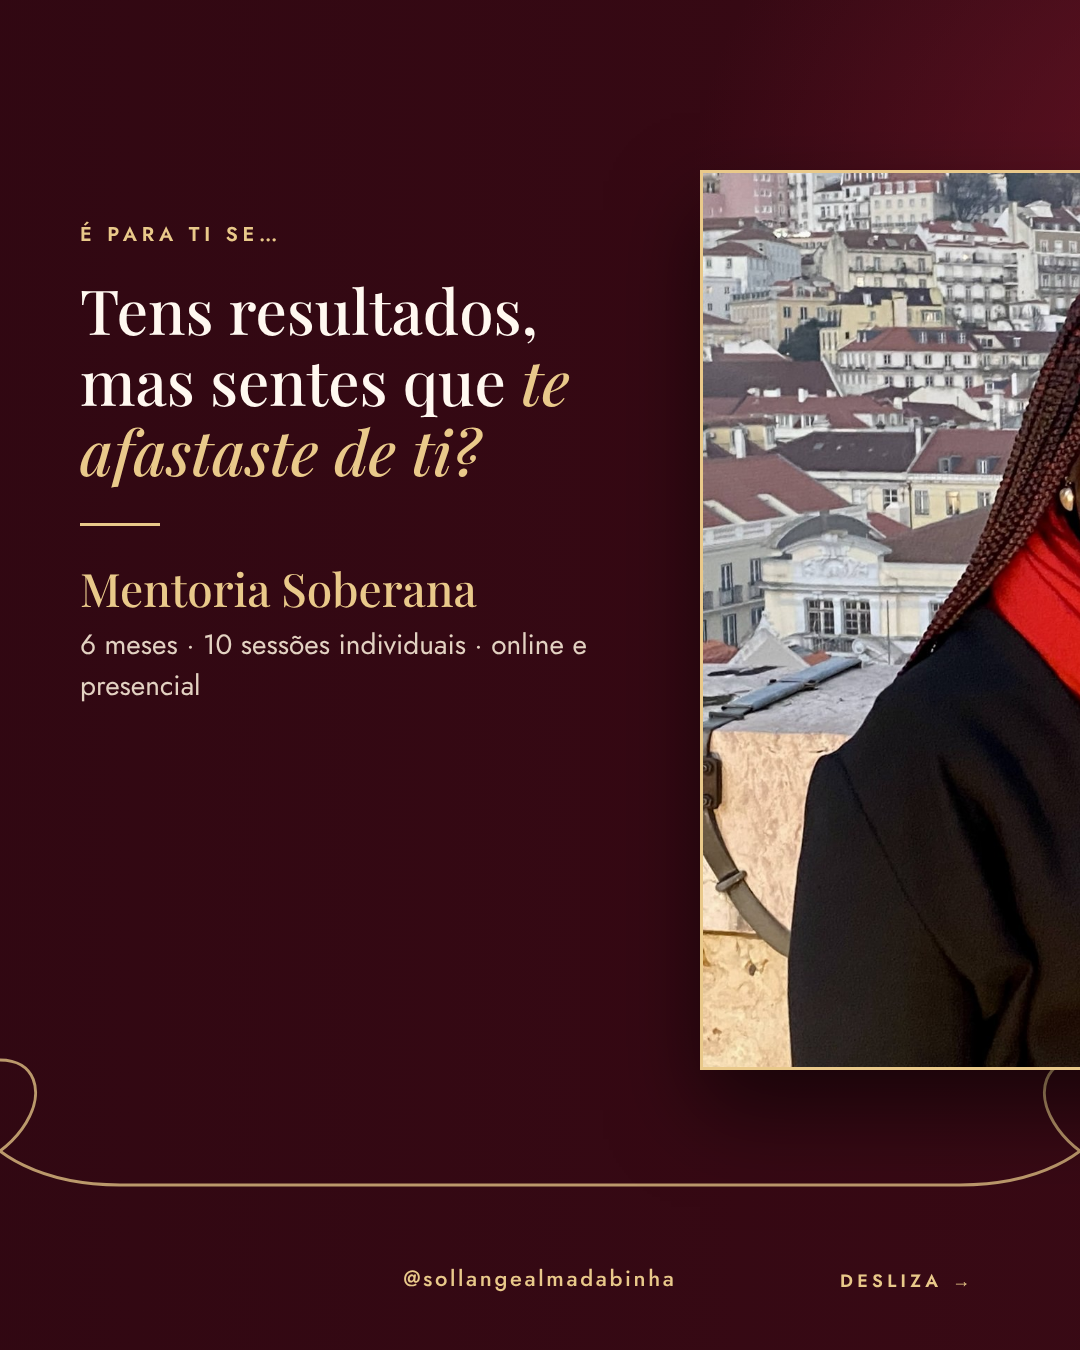 É PARA TI SE…
Tens resultados,
mas sentes que te
afastaste de ti?
Mentoria Soberana
6 meses · 10 sessões individuais · online e
presencial
@sollangealmadabinha
DESLIZA →